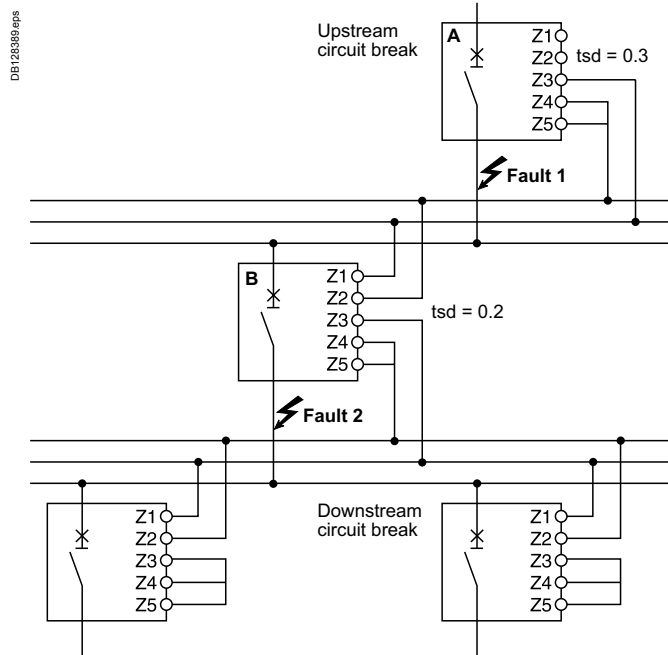 DB128389.eps
Upstream
circuit break
A
Z1
Z2
Z3
Z4
Z5
tsd = 0.3
Fault 1
B
Z1
Z2
Z3
Z4
Z5
tsd = 0.2
Fault 2
Downstream
circuit break
Z1
Z2
Z3
Z4
Z5
Z1
Z2
Z3
Z4
Z5